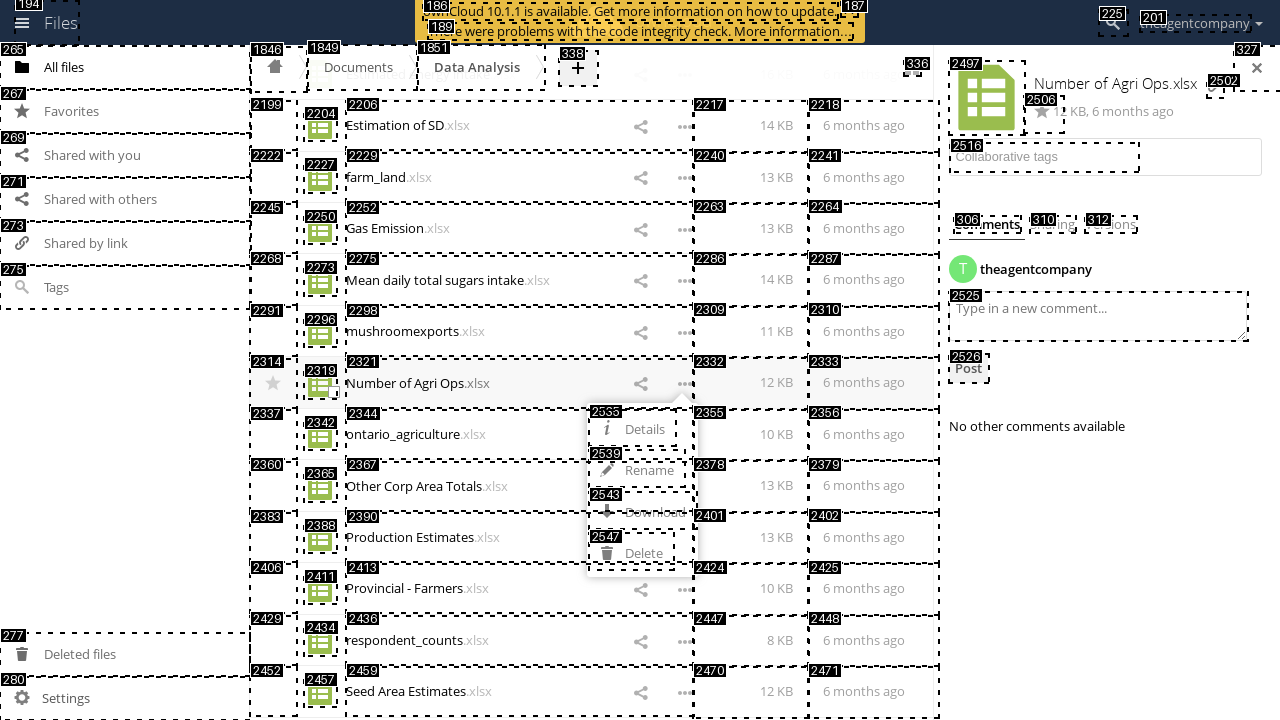 194
Files
186
ownCloud 10.1.1 is available. Get more information on how to update.
187
189
There were problems with the code integrity check. More information...
225
201
theagentcompany
265
All files
267
Favorites
269
Shared with you
271
Shared with others
273
Shared by link
275
Tags
277
Deleted files
280
Settings
1846
1849
Documents
1851
Data Analysis
338
+
336
2199
2204
2206
Estimation of SD.xlsx
2217
14 KB
2218
6 months ago
2222
2227
2229
farm_land.xlsx
2240
13 KB
2241
6 months ago
2245
2250
2252
Gas Emission.xlsx
2263
13 KB
2264
6 months ago
2268
2273
2275
Mean daily total sugars intake.xlsx
2286
14 KB
2287
6 months ago
2291
2296
2298
mushroomexports.xlsx
2309
11 KB
2310
6 months ago
2314
2319
2321
Number of Agri Ops.xlsx
2332
12 KB
2333
6 months ago
2337
2342
2344
ontario_agriculture.xlsx
2355
10 KB
2356
6 months ago
2360
2365
2367
Other Corp Area Totals.xlsx
2378
13 KB
2379
6 months ago
2383
2388
2390
Production Estimates.xlsx
2401
13 KB
2402
6 months ago
2406
2411
2413
Provincial - Farmers.xlsx
2424
10 KB
2425
6 months ago
2429
2434
2436
respondent_counts.xlsx
2447
8 KB
2448
6 months ago
2452
2457
2459
Seed Area Estimates.xlsx
2470
12 KB
2471
6 months ago
2535
Details
2539
Rename
2543
Download
2547
Delete
327
2497
Number of Agri Ops.xlsx
2502
2506
12 KB, 6 months ago
2516
Collaborative tags
306
Comments
310
Sharing
312
Versions
T
theagentcompany
2525
Type in a new comment...
2526
Post
No other comments available